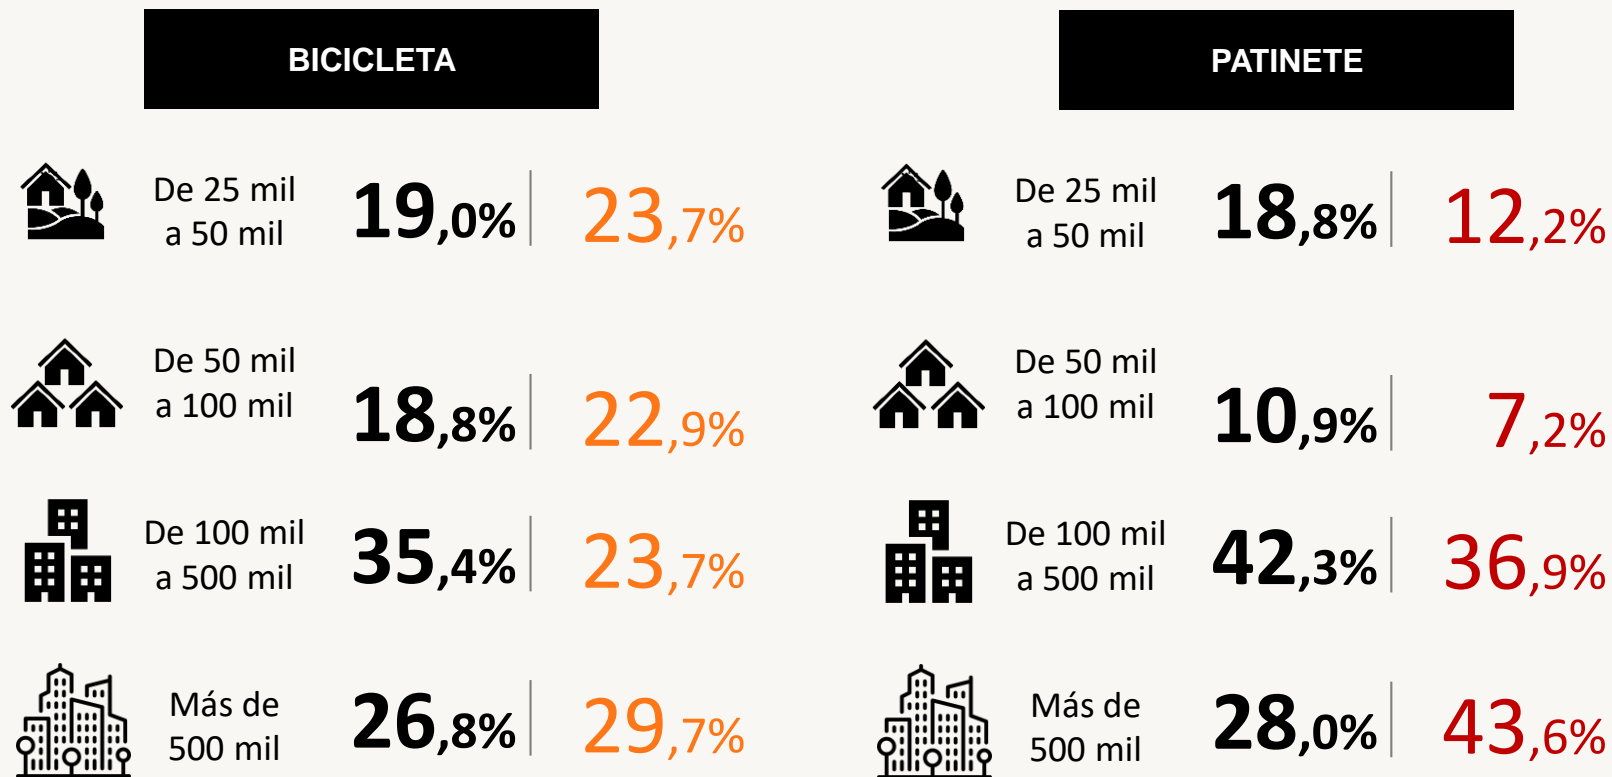 BICICLETA
De 25 mil
a 50 mil
19,0%
23,7%
De 50 mil
a 100 mil
18,8%
22,9%
De 100 mil
a 500 mil
35,4%
23,7%
Más de
500 mil
26,8%
29,7%
PATINETE
De 25 mil
a 50 mil
18,8%
12,2%
De 50 mil
a 100 mil
10,9%
7,2%
De 100 mil
a 500 mil
42,3%
36,9%
Más de
500 mil
28,0%
43,6%